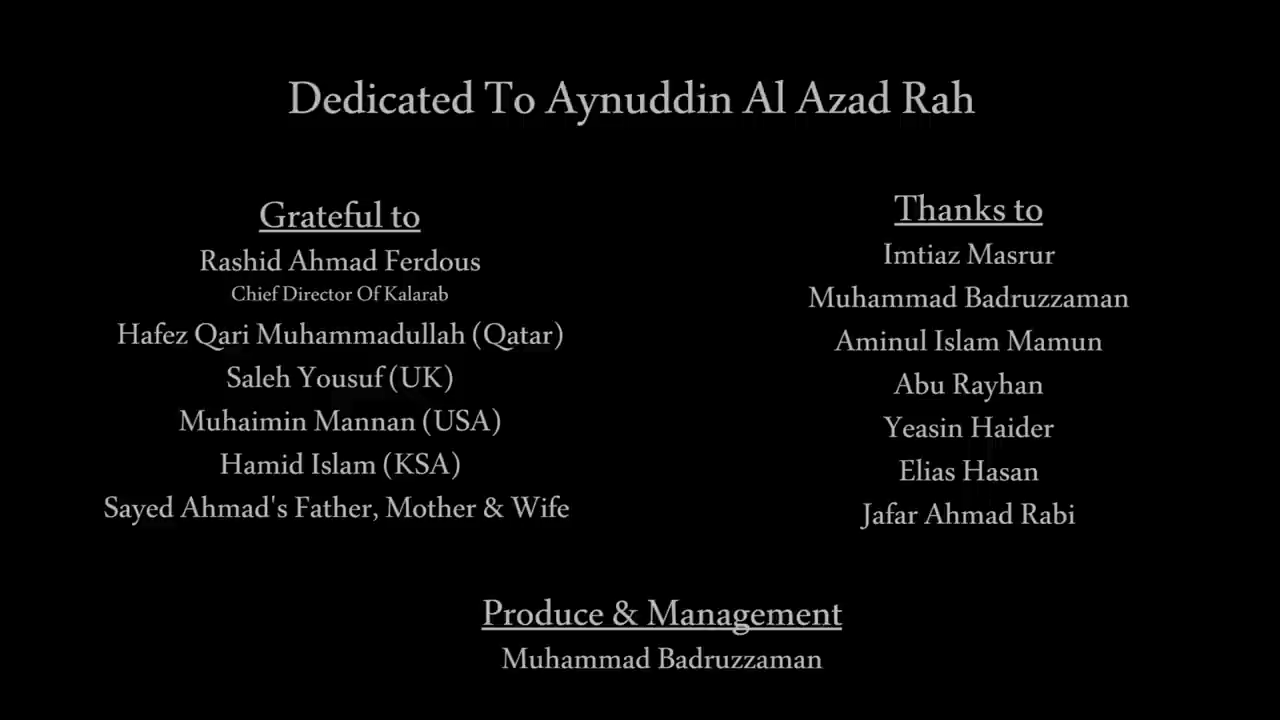 Dedicated To Aynuddin Al Azad Rah
Grateful to
Rashid Ahmad Ferdous
Chief Director Of Kalarab
Hafez Qari Muhammadullah (Qatar)
Saleh Yousuf (UK)
Muhaimin Mannan (USA)
Hamid Islam (KSA)
Sayed Ahmad's Father, Mother & Wife
Thanks to
Imtiaz Masrur
Muhammad Badruzzaman
Aminul Islam Mamun
Abu Rayhan
Yeasin Haider
Elias Hasan
Jafar Ahmad Rabi
Produce & Management
Muhammad Badruzzaman